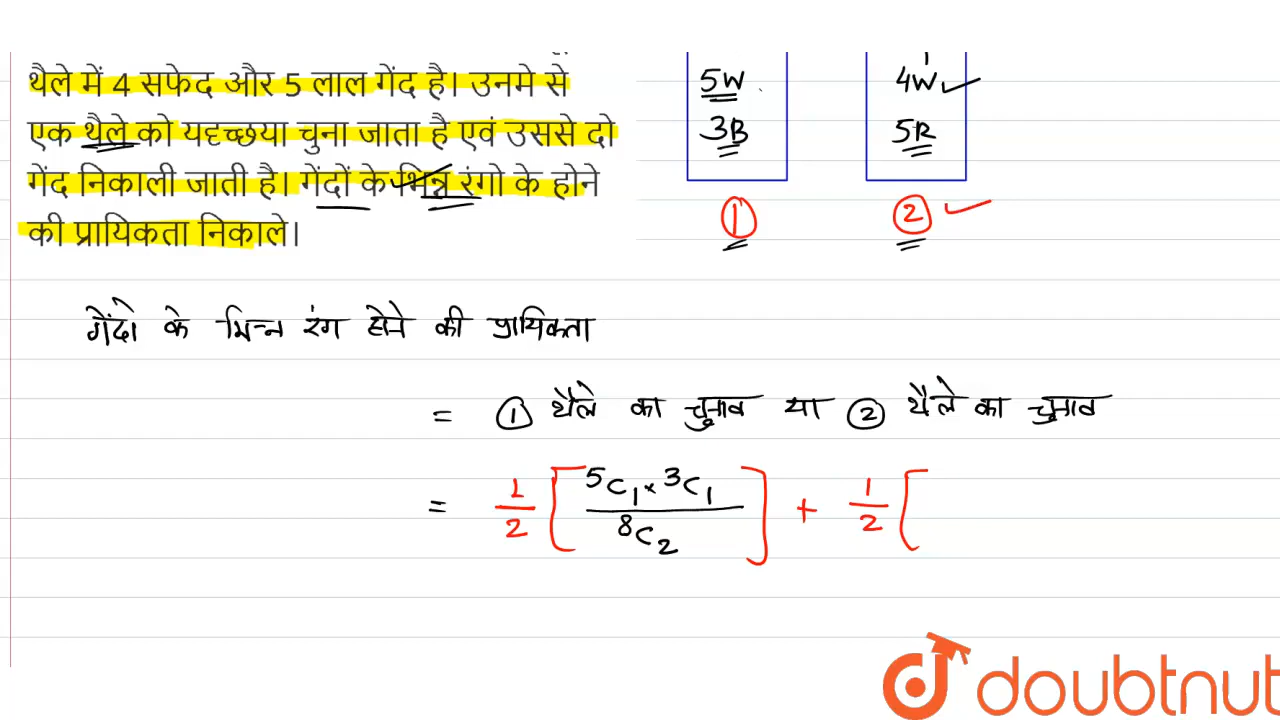 थैले में 4 सफेद और 5 लाल गेंद है। उनमे से
एक थैले को यदृच्छया चुना जाता है एवं उससे दो
गेंद निकाली जाती है। गेंदों के भिन्न रंगो के होने
की प्रायिकता निकाले।
5W 4W
3B 5R
1 2
गेंदो के भिन्न रंग होने की प्रायिकता
= ① थैले का चुनाव या ② थैले का चुनाव
= 1/2 [ ⁵C₁ × ³C₁ / ⁸C₂ ] + 1/2 [
doubtnut